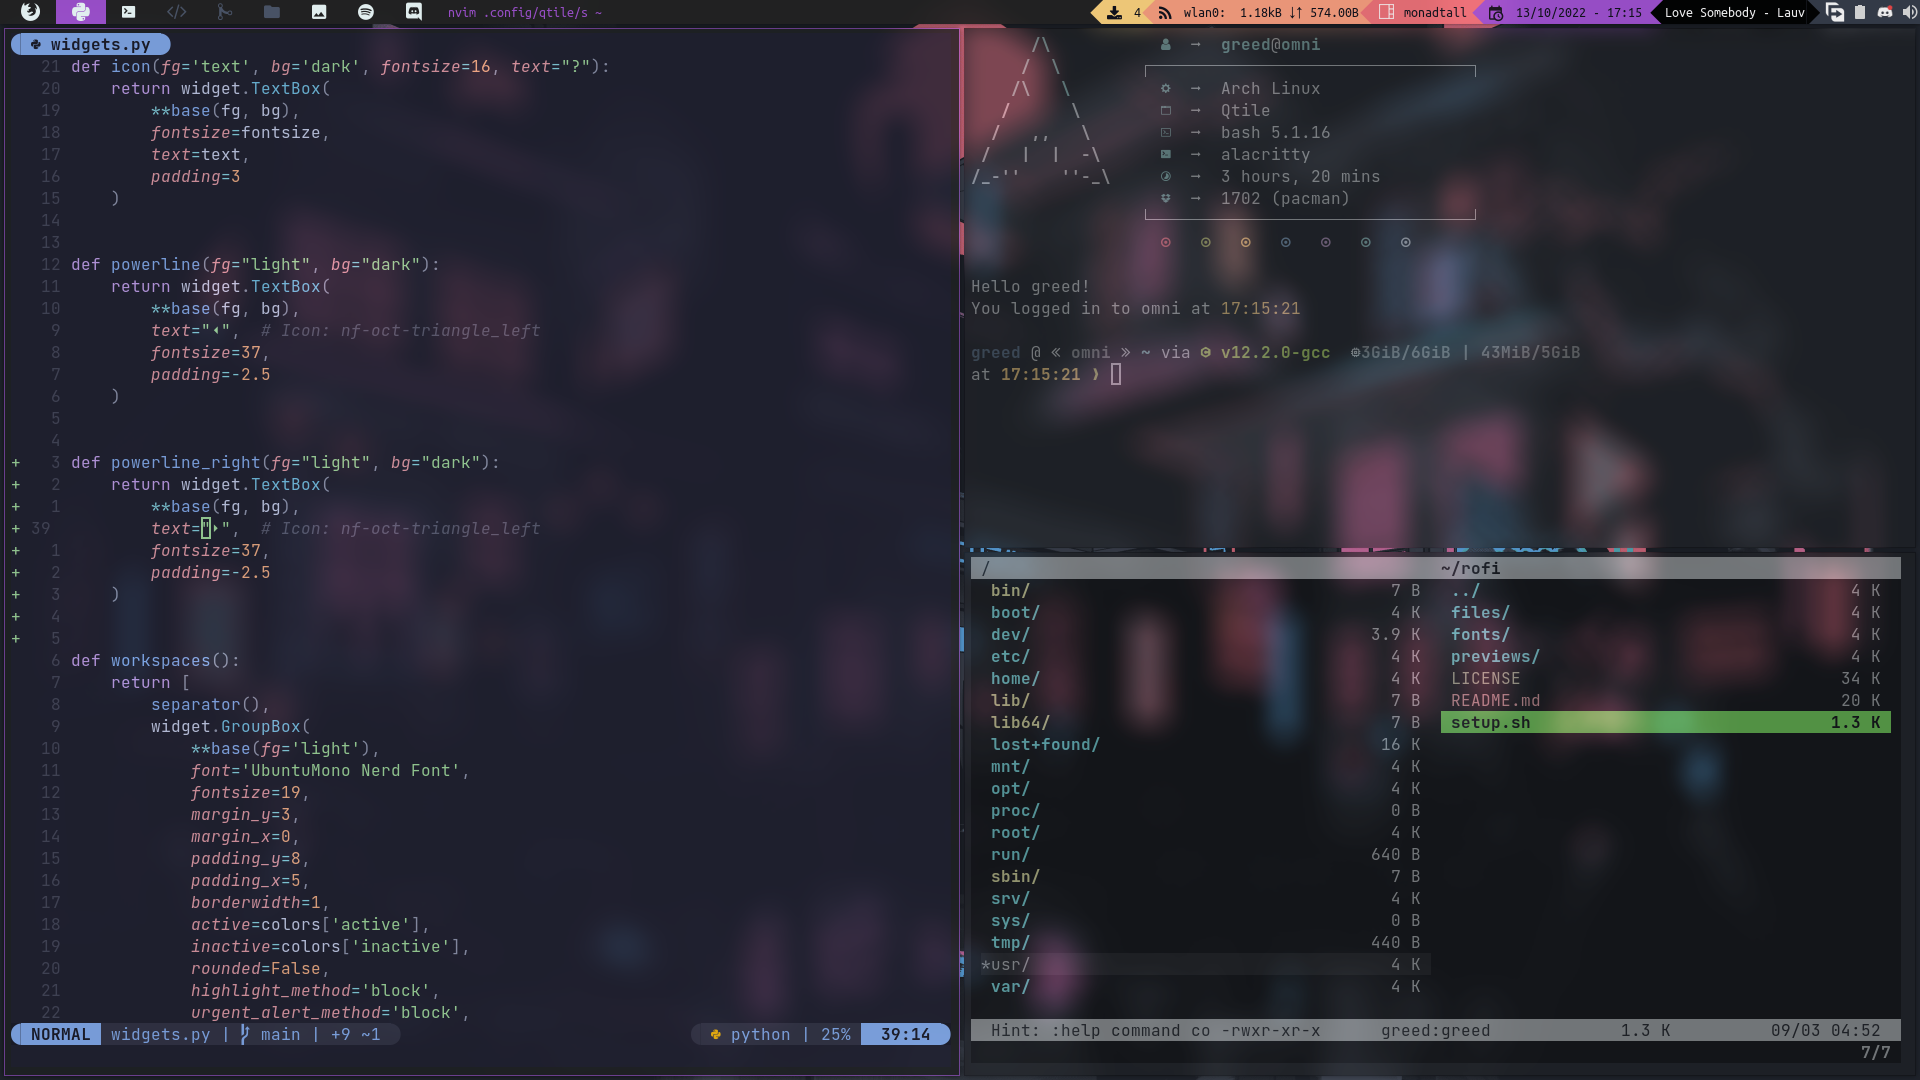 nvim .config/qtile/s ~
4
wlan0: 1.18kB ↓↑ 574.00B
monadtall
13/10/2022 - 17:15
Love Somebody - Lauv
widgets.py
21 def icon(fg='text', bg='dark', fontsize=16, text="?"):
20     return widget.TextBox(
19         **base(fg, bg),
18         fontsize=fontsize,
17         text=text,
16         padding=3
15     )
14
13
12 def powerline(fg="light", bg="dark"):
11     return widget.TextBox(
10         **base(fg, bg),
9         text="",  # Icon: nf-oct-triangle_left
8         fontsize=37,
7         padding=-2.5
6     )
5
4
+ 3 def powerline_right(fg="light", bg="dark"):
+ 2     return widget.TextBox(
+ 1         **base(fg, bg),
+ 39         text="",  # Icon: nf-oct-triangle_left
+ 1         fontsize=37,
+ 2         padding=-2.5
+ 3     )
+ 4
+ 5
6 def workspaces():
7     return [
8         separator(),
9         widget.GroupBox(
10             **base(fg='light'),
11             font='UbuntuMono Nerd Font',
12             fontsize=19,
13             margin_y=3,
14             margin_x=0,
15             padding_y=8,
16             padding_x=5,
17             borderwidth=1,
18             active=colors['active'],
19             inactive=colors['inactive'],
20             rounded=False,
21             highlight_method='block',
22             urgent_alert_method='block',
NORMAL widgets.py | main | +9 ~1 python | 25% 39:14
/\
/  \
/\   \
/      \
/   ,,   \
/   |  |  -\
/_-''    ''-_\
→ greed@omni
→ Arch Linux
→ Qtile
→ bash 5.1.16
→ alacritty
→ 3 hours, 20 mins
→ 1702 (pacman)
Hello greed!
You logged in to omni at 17:15:21
greed @ « omni » ~ via v12.2.0-gcc 3GiB/6GiB | 43MiB/5GiB
at 17:15:21 ❯
/
bin/ 7 B
boot/ 4 K
dev/ 3.9 K
etc/ 4 K
home/ 4 K
lib/ 7 B
lib64/ 7 B
lost+found/ 16 K
mnt/ 4 K
opt/ 4 K
proc/ 0 B
root/ 4 K
run/ 640 B
sbin/ 7 B
srv/ 4 K
sys/ 0 B
tmp/ 440 B
*usr/ 4 K
var/ 4 K
~/rofi
../ 4 K
files/ 4 K
fonts/ 4 K
previews/ 4 K
LICENSE 34 K
README.md 20 K
setup.sh 1.3 K
Hint: :help command co -rwxr-xr-x greed:greed 1.3 K 09/03 04:52
7/7